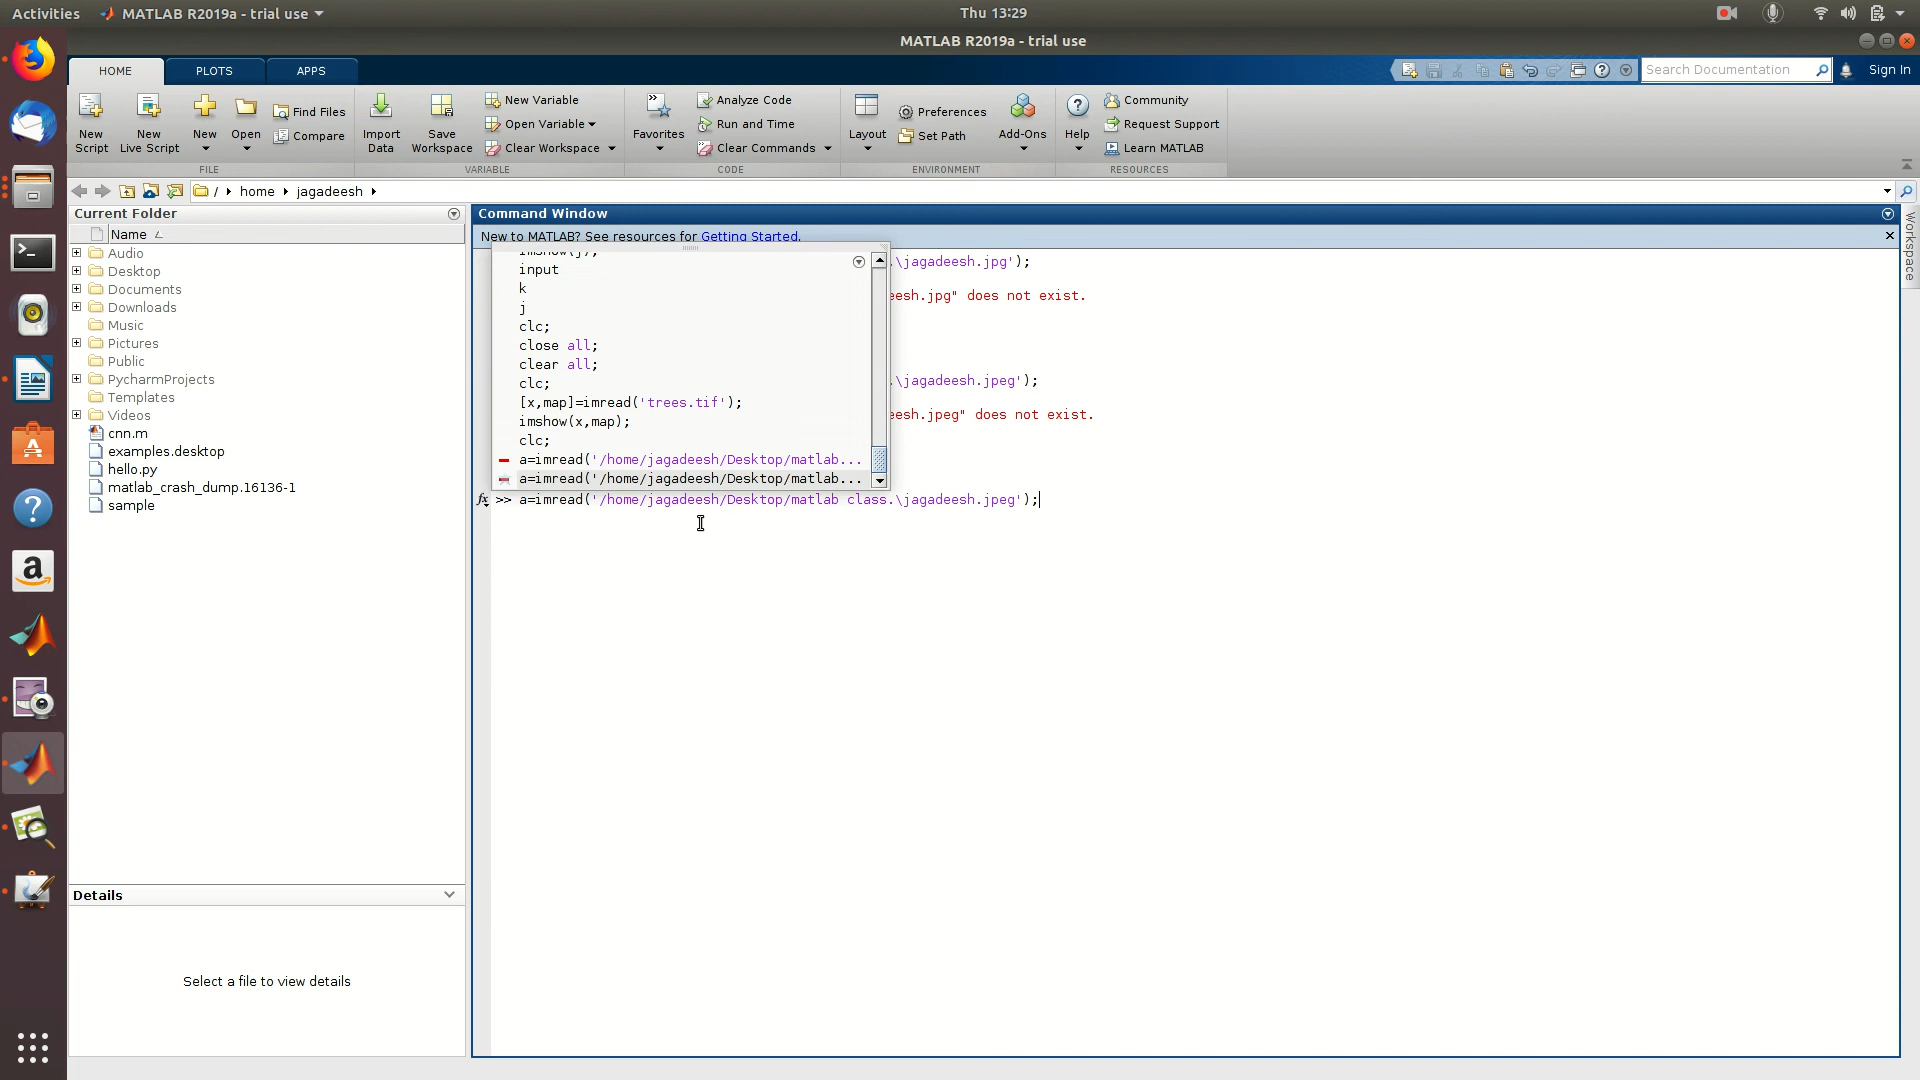 Activities MATLAB R2019a - trial use Thu 13:29
MATLAB R2019a - trial use
HOME PLOTS APPS Search Documentation Sign In
New Script
New Live Script
New
Open
Find Files
Compare
Import Data
Save Workspace
New Variable
Open Variable
Clear Workspace
Favorites
Analyze Code
Run and Time
Clear Commands
Layout
Preferences
Set Path
Add-Ons
Help
Community
Request Support
Learn MATLAB
FILE VARIABLE CODE ENVIRONMENT RESOURCES
/ home jagadeesh
Current Folder
Name
Audio
Desktop
Documents
Downloads
Music
Pictures
Public
PycharmProjects
Templates
Videos
cnn.m
examples.desktop
hello.py
matlab_crash_dump.16136-1
sample
Details
Select a file to view details
Command Window
New to MATLAB? See resources for Getting Started.
.\jagadeesh.jpg');
eesh.jpg" does not exist.
.\jagadeesh.jpeg');
eesh.jpeg" does not exist.
imshow(j);
input
k
j
clc;
close all;
clear all;
clc;
[x,map]=imread('trees.tif');
imshow(x,map);
clc;
a=imread('/home/jagadeesh/Desktop/matlab...
a=imread('/home/jagadeesh/Desktop/matlab...
fx >> a=imread('/home/jagadeesh/Desktop/matlab class.\jagadeesh.jpeg');
Workspace